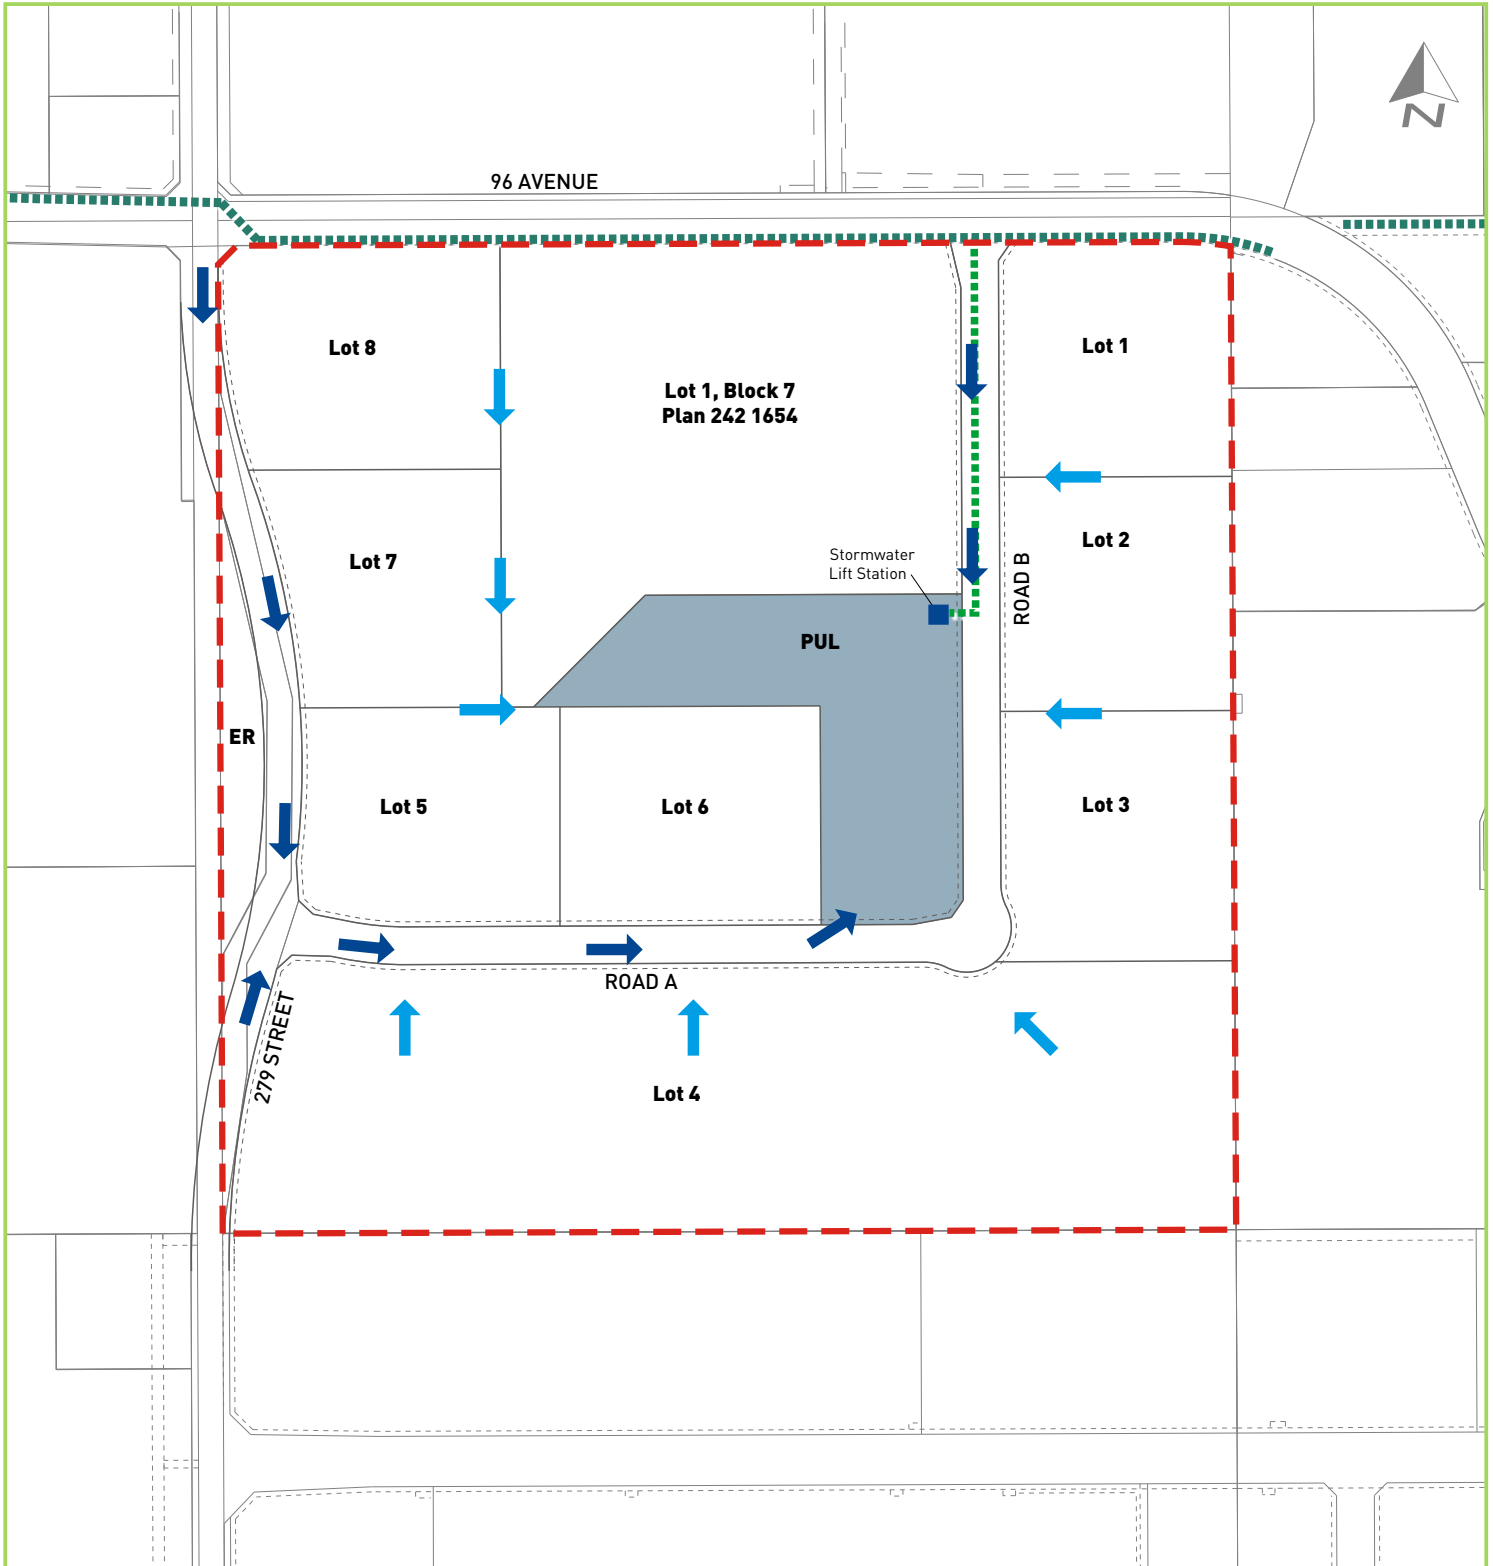 N
96 AVENUE
Lot 8
Lot 1
Lot 1, Block 7
Plan 242 1654
Lot 7
Stormwater
Lift Station
Lot 2
ROAD B
PUL
ER
Lot 5
Lot 6
Lot 3
ROAD A
279 STREET
Lot 4